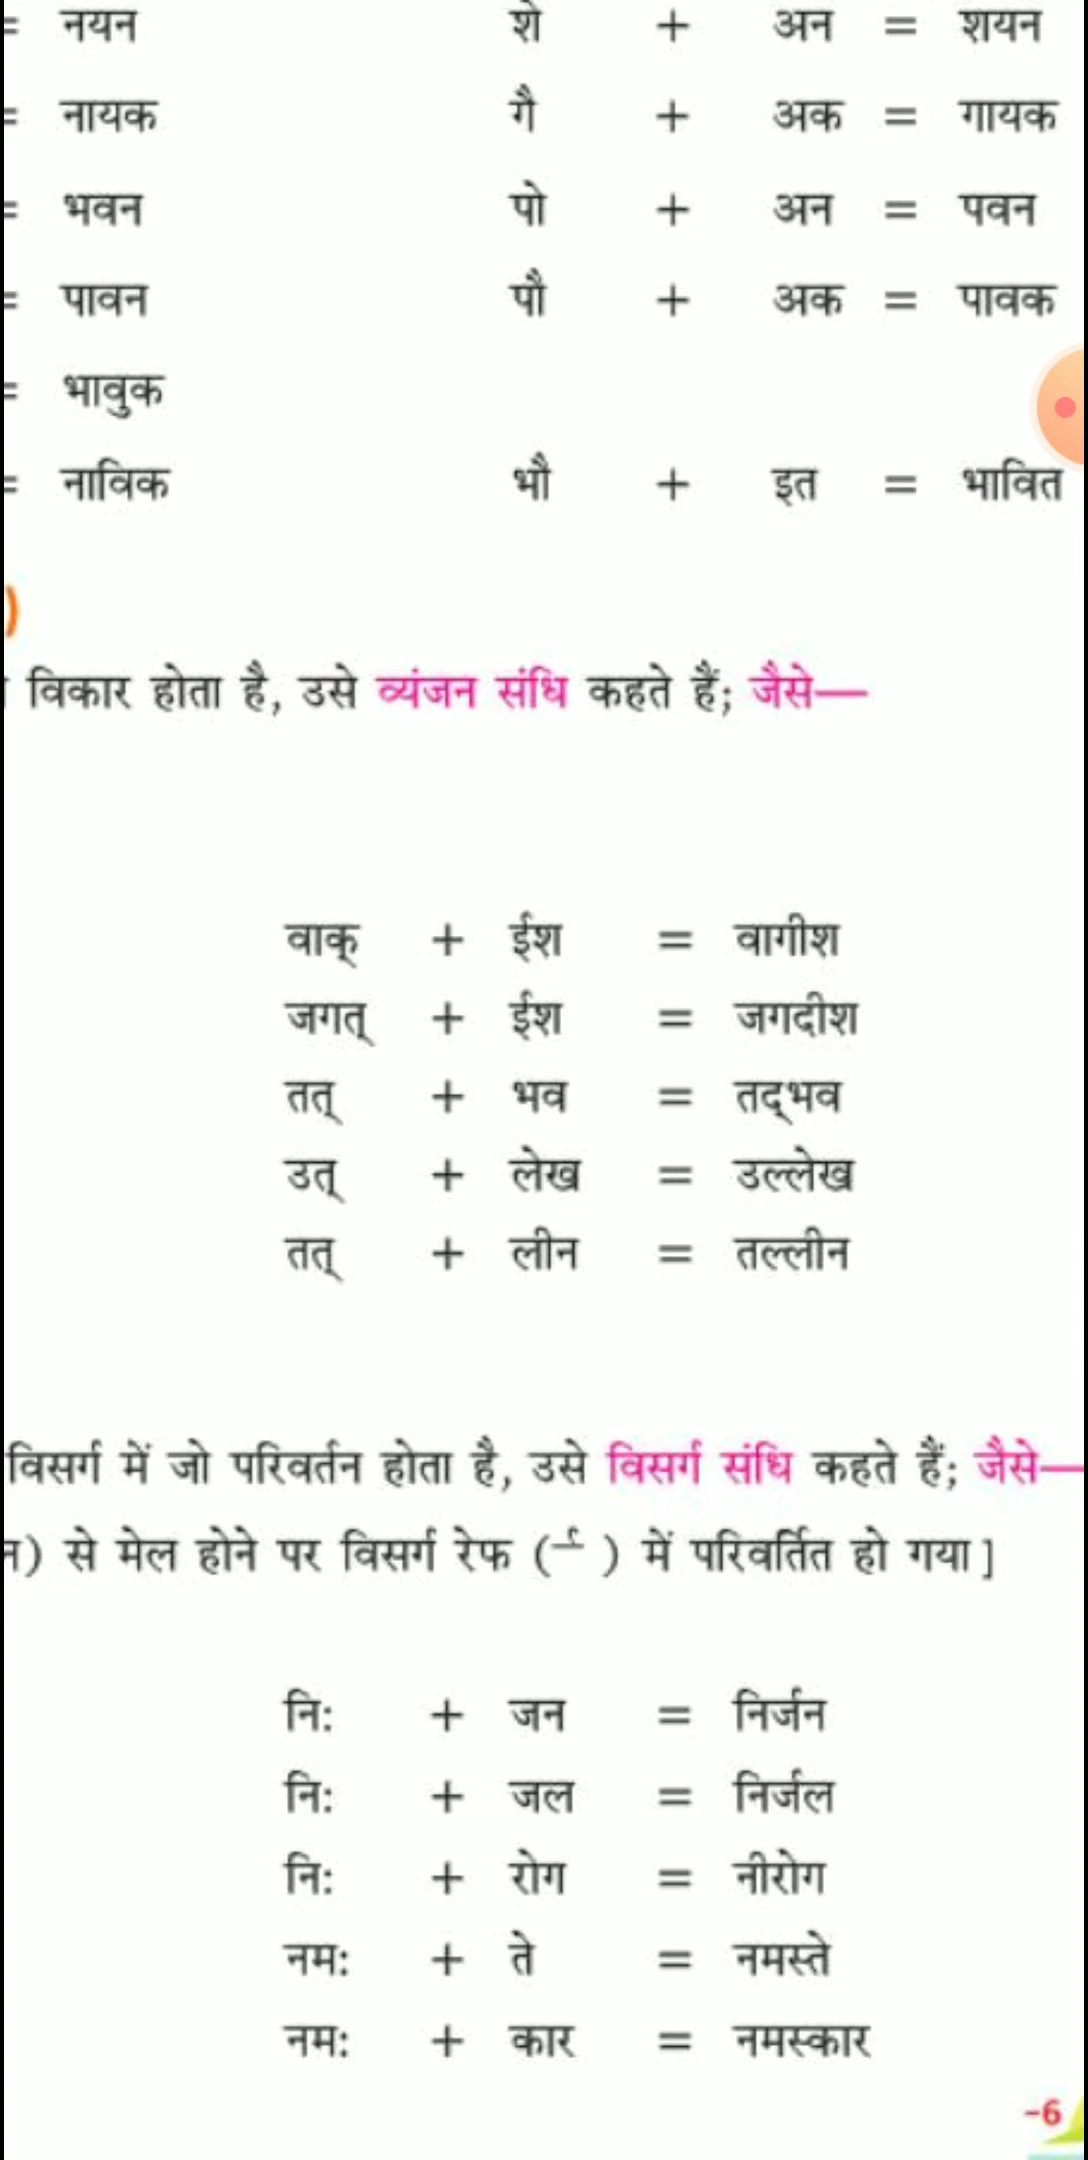 = नयन शे + अन = शयन
= नायक गै + अक = गायक
= भवन पो + अन = पवन
= पावन पौ + अक = पावक
= भावुक
= नाविक भौ + इत = भावित
)
विकार होता है, उसे व्यंजन संधि कहते हैं; जैसे—
वाक् + ईश = वागीश
जगत् + ईश = जगदीश
तत् + भव = तद्भव
उत् + लेख = उल्लेख
तत् + लीन = तल्लीन
विसर्ग में जो परिवर्तन होता है, उसे विसर्ग संधि कहते हैं; जैसे—
न) से मेल होने पर विसर्ग रेफ ( र्‍ ) में परिवर्तित हो गया]
नि: + जन = निर्जन
नि: + जल = निर्जल
नि: + रोग = नीरोग
नम: + ते = नमस्ते
नम: + कार = नमस्कार
-6